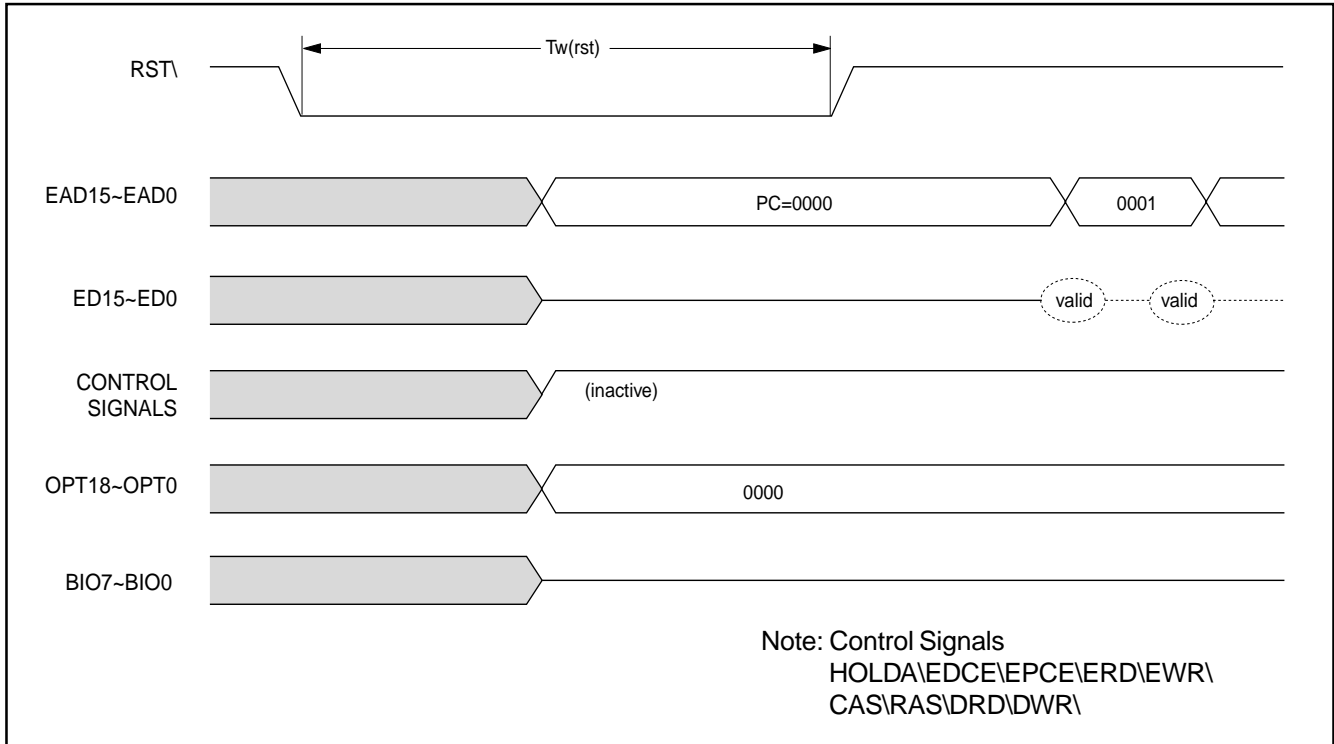 Tw(rst)
RST\
EAD15~EAD0
PC=0000
0001
ED15~ED0
valid
valid
CONTROL
SIGNALS
(inactive)
OPT18~OPT0
0000
BIO7~BIO0
Note: Control Signals
HOLDA\EDCE\EPCE\ERD\EWR\
CAS\RAS\DRD\DWR\